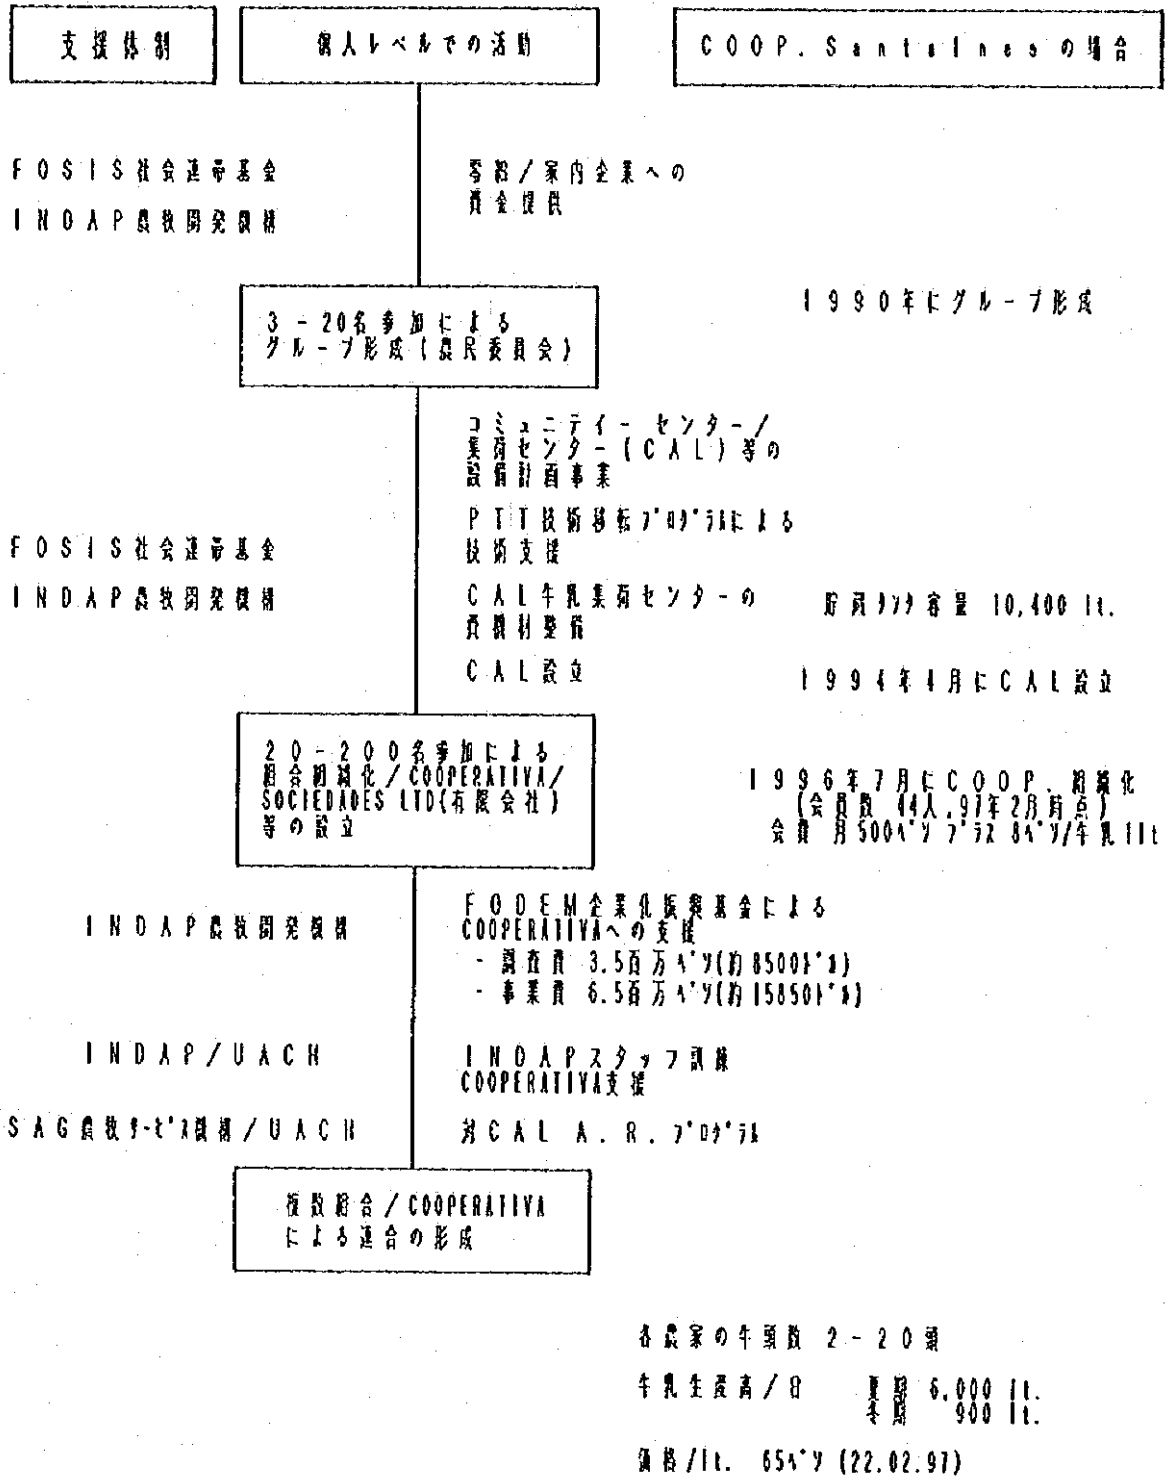 支援体制
個人レベルでの活動
COOP. SantaInesの場合
FOSIS社会連帯基金
INDAP農牧開発機構
零細/家内企業への
資金提供
3-20名参加による
グループ形成(農民委員会)
1990年にグループ形成
コミュニティーセンター/
集荷センター(CAL)等の
設備計画事業
PTT技術移転プログラムによる
技術支援
FOSIS社会連帯基金
INDAP農牧開発機構
CAL牛乳集荷センターの
資機材整備
貯蔵タンク容量 10,400 lt.
CAL設立
1994年4月にCAL設立
20-200名参加による
組合組織化/COOPERATIVA/
SOCIEDADES LTD(有限会社)
等の設立
1996年7月にCOOP. 組織化
(会員数 44人,97年2月時点)
会費 月500ペソ プラス 8ペソ/牛乳1lt
INDAP農牧開発機構
FODEM企業化振興基金による
COOPERATIVAへの支援
- 調査費 3.5百万ペソ(約8500ドル)
- 事業費 6.5百万ペソ(約15850ドル)
INDAP/UACH
INDAPスタッフ訓練
COOPERATIVA支援
SAG農牧サービス機構/UACH
対CAL A.R.プログラム
複数組合/COOPERATIVA
による連合の形成
各農家の牛頭数 2-20頭
牛乳生産高/日 夏期 6,000 lt.
冬期 900 lt.
価格/lt. 65ペソ (22.02.97)